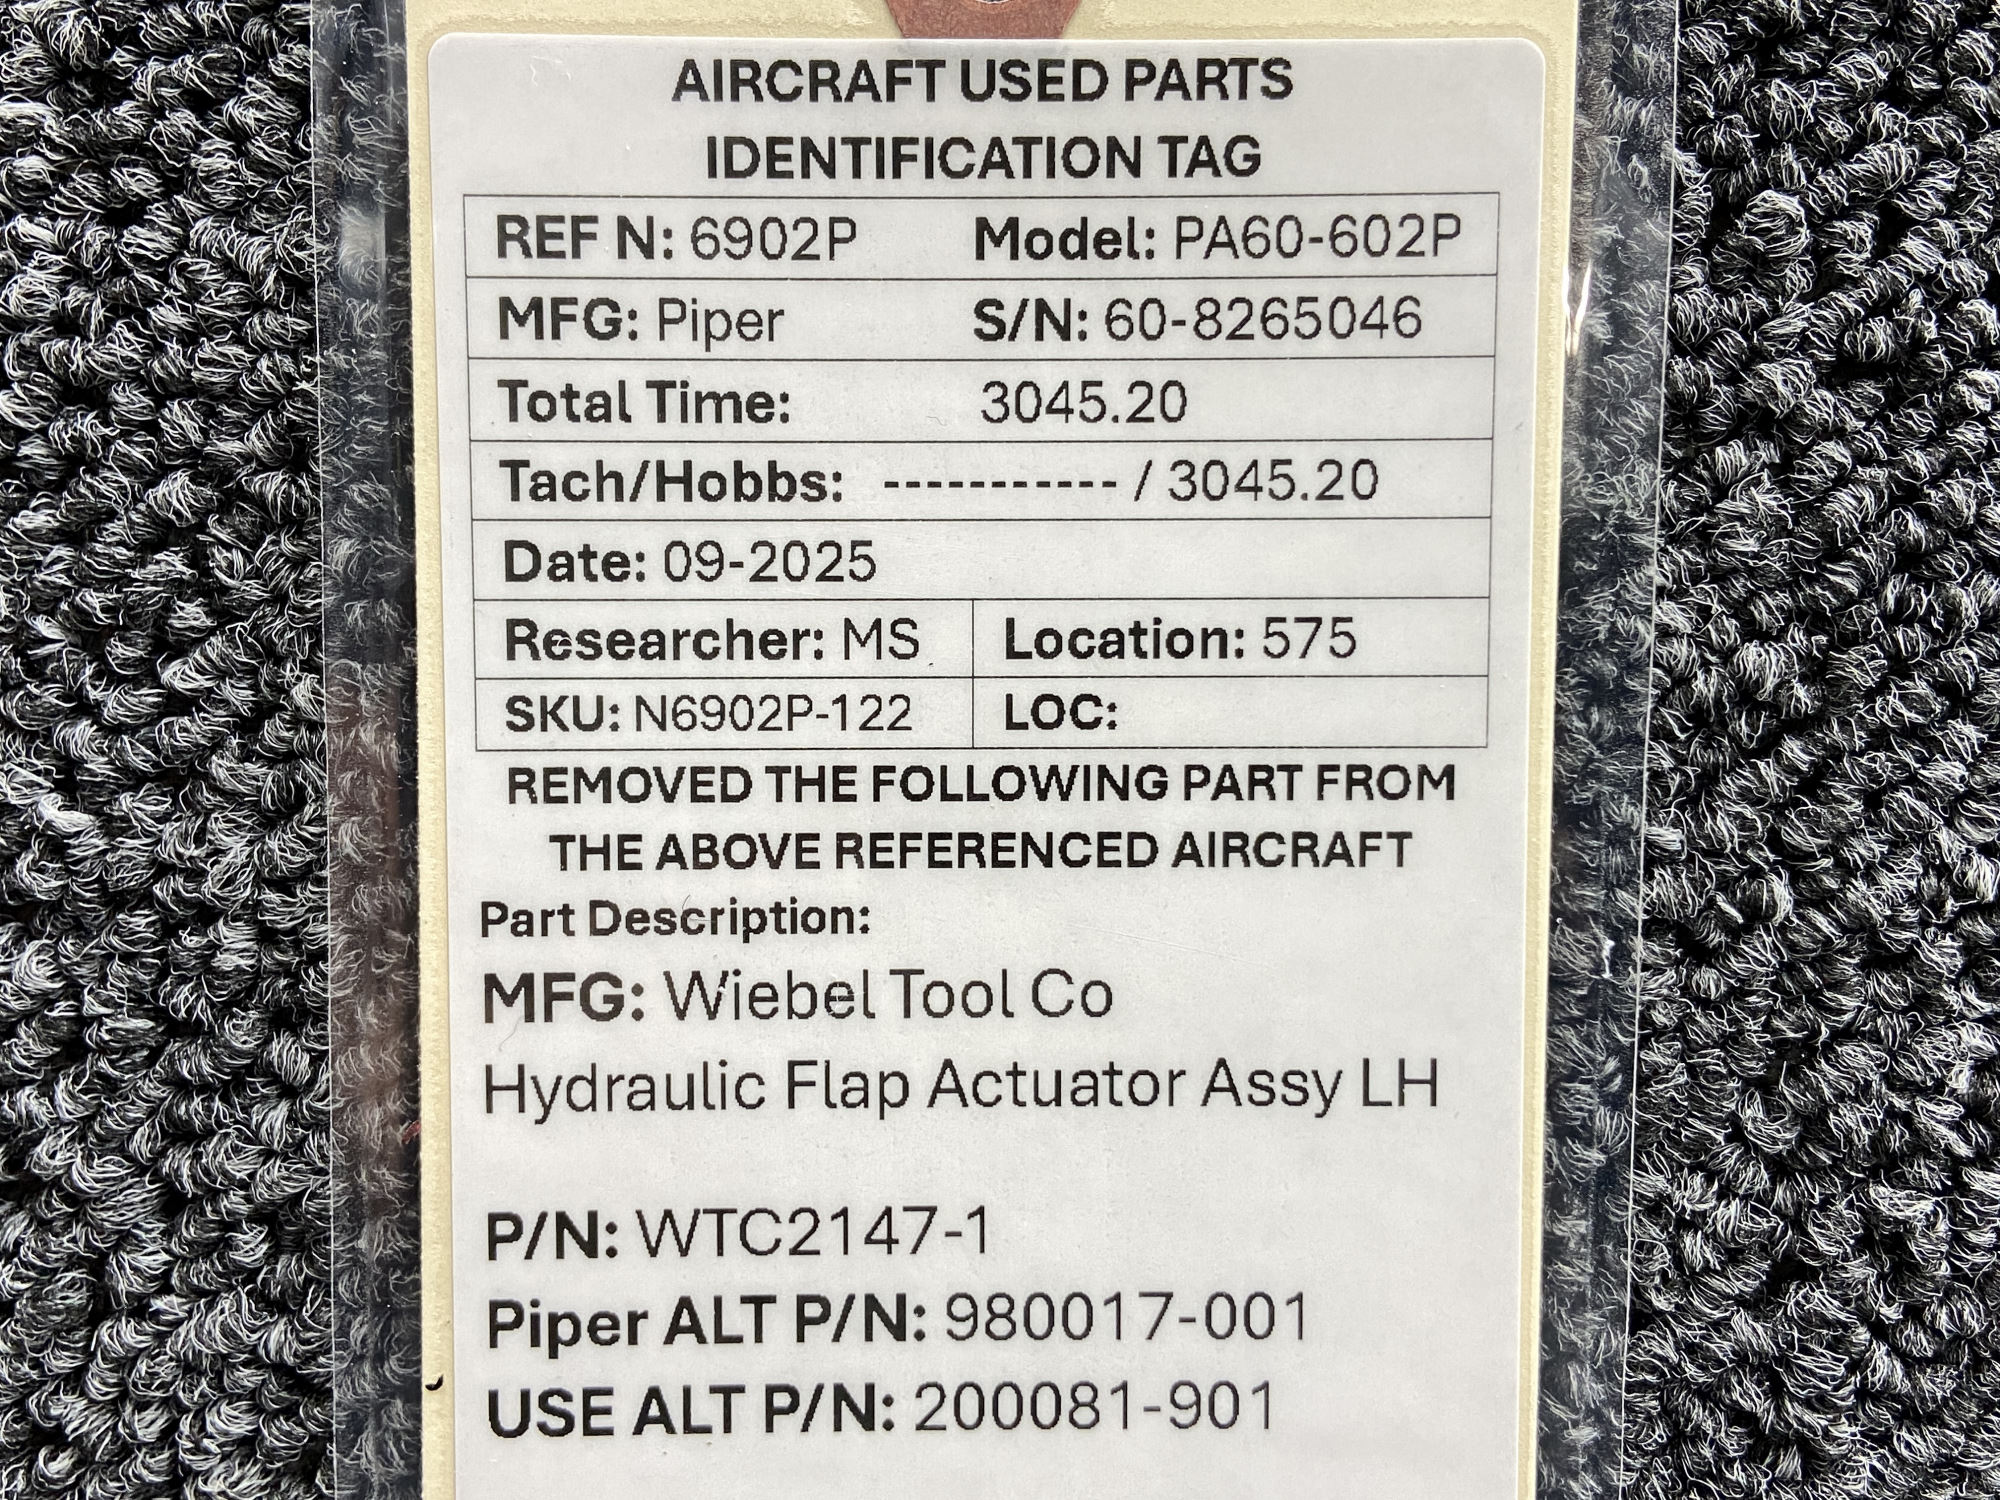 AIRCRAFT USED PARTS
IDENTIFICATION TAG
REF N: 6902P Model: PA60-602P
MFG: Piper S/N: 60-8265046
Total Time: 3045.20
Tach/Hobbs: ----------- / 3045.20
Date: 09-2025
Researcher: MS Location: 575
SKU: N6902P-122 LOC:
REMOVED THE FOLLOWING PART FROM
THE ABOVE REFERENCED AIRCRAFT
Part Description:
MFG: Wiebel Tool Co
Hydraulic Flap Actuator Assy LH
P/N: WTC2147-1
Piper ALT P/N: 980017-001
USE ALT P/N: 200081-901